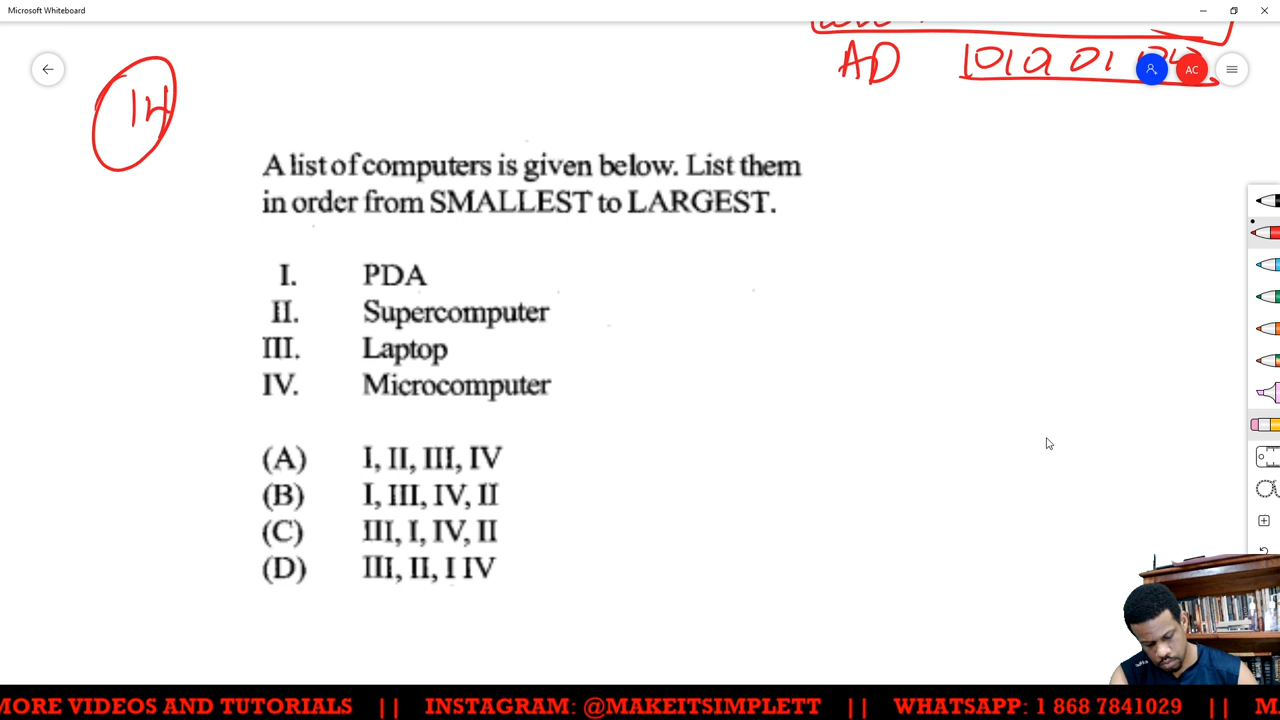 Microsoft Whiteboard
AD
AC
14
A list of computers is given below. List them
in order from SMALLEST to LARGEST.
I. PDA
II. Supercomputer
III. Laptop
IV. Microcomputer
(A) I, II, III, IV
(B) I, III, IV, II
(C) III, I, IV, II
(D) III, II, I IV
MORE VIDEOS AND TUTORIALS || INSTAGRAM: @MAKEITSIMPLETT || WHATSAPP: 1 868 7841029 || M